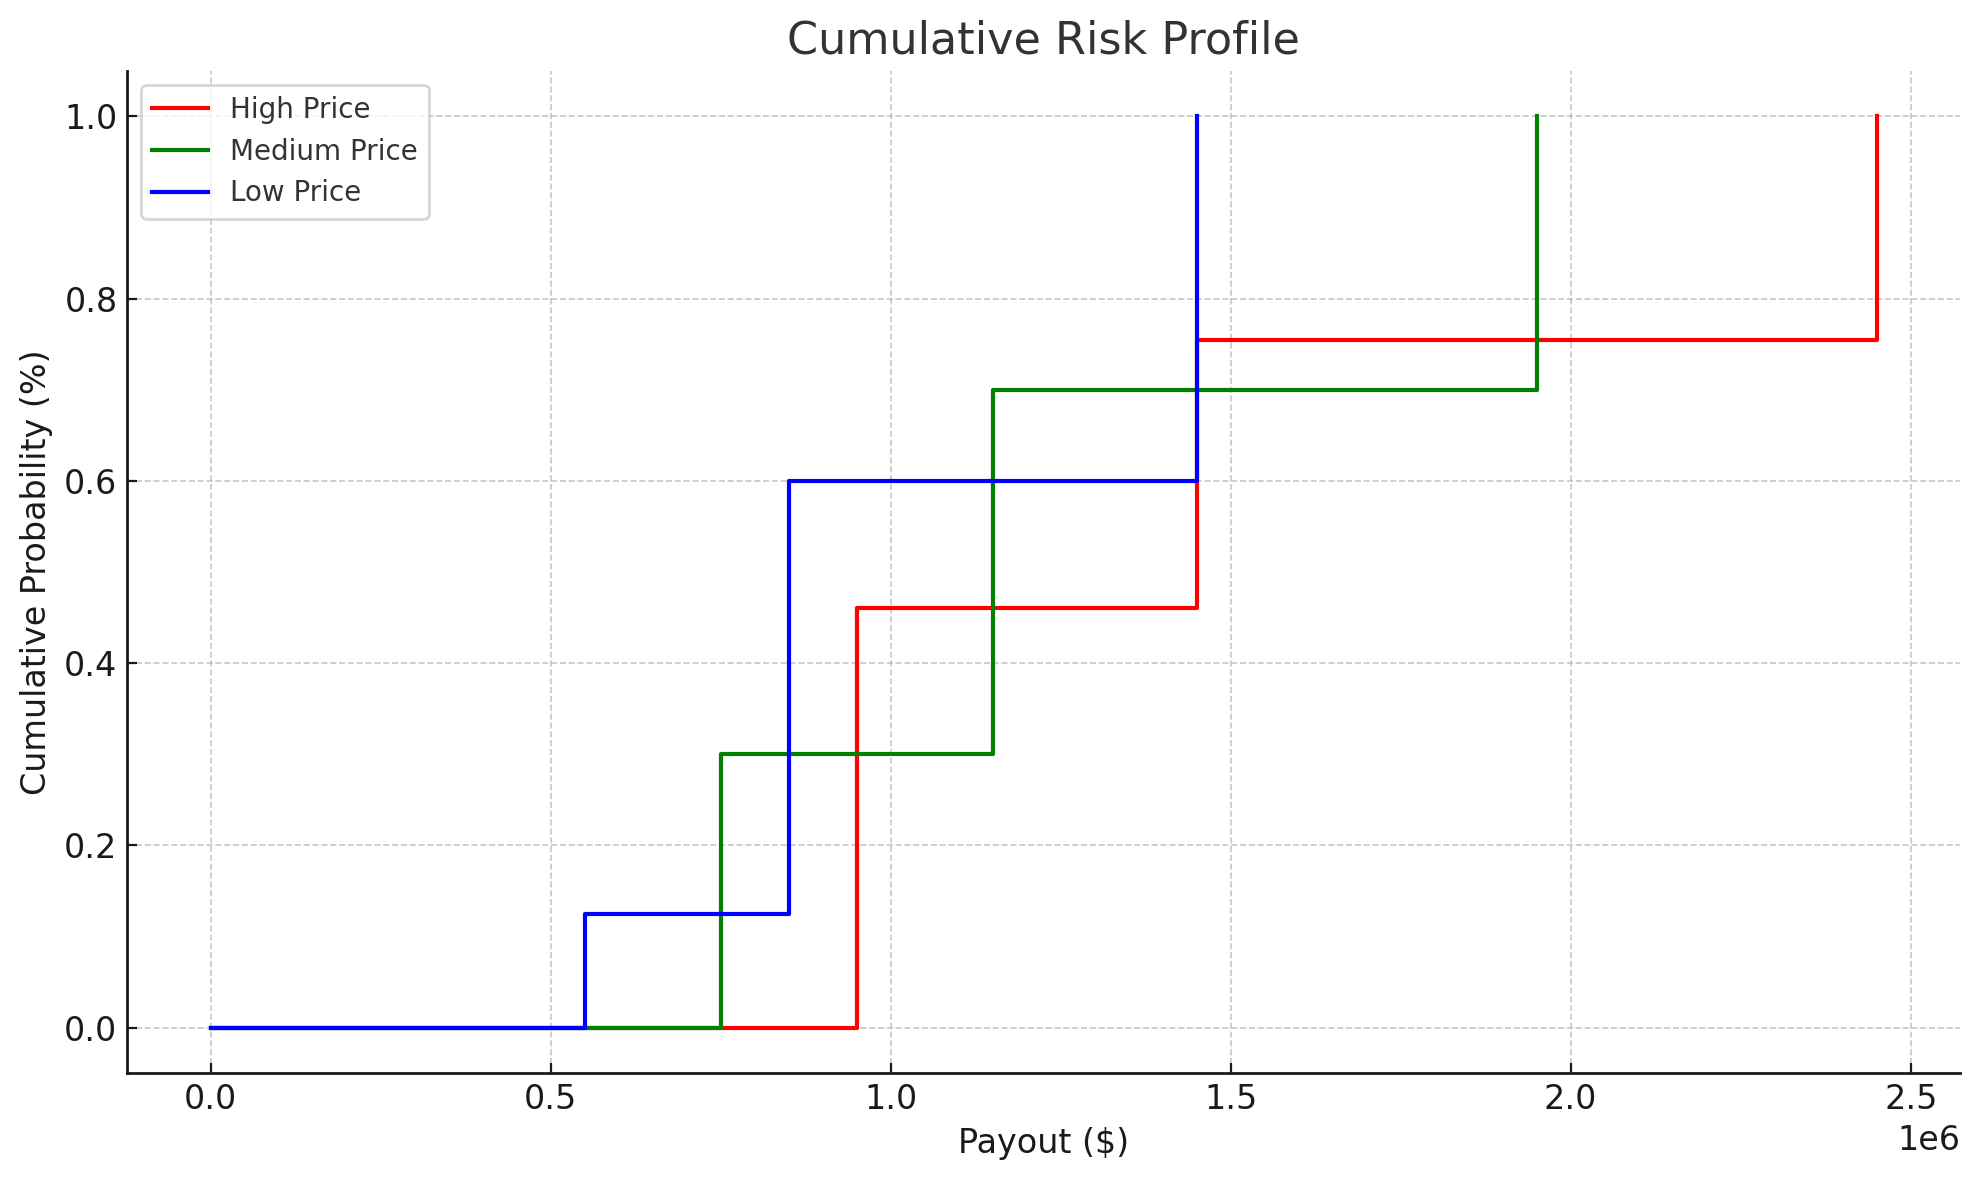 Cumulative Risk Profile
High Price
Medium Price
Low Price
1.0
0.8
0.6
0.4
0.2
0.0
Cumulative Probability (%)
0.0 0.5 1.0 1.5 2.0 2.5
1e6
Payout ($)